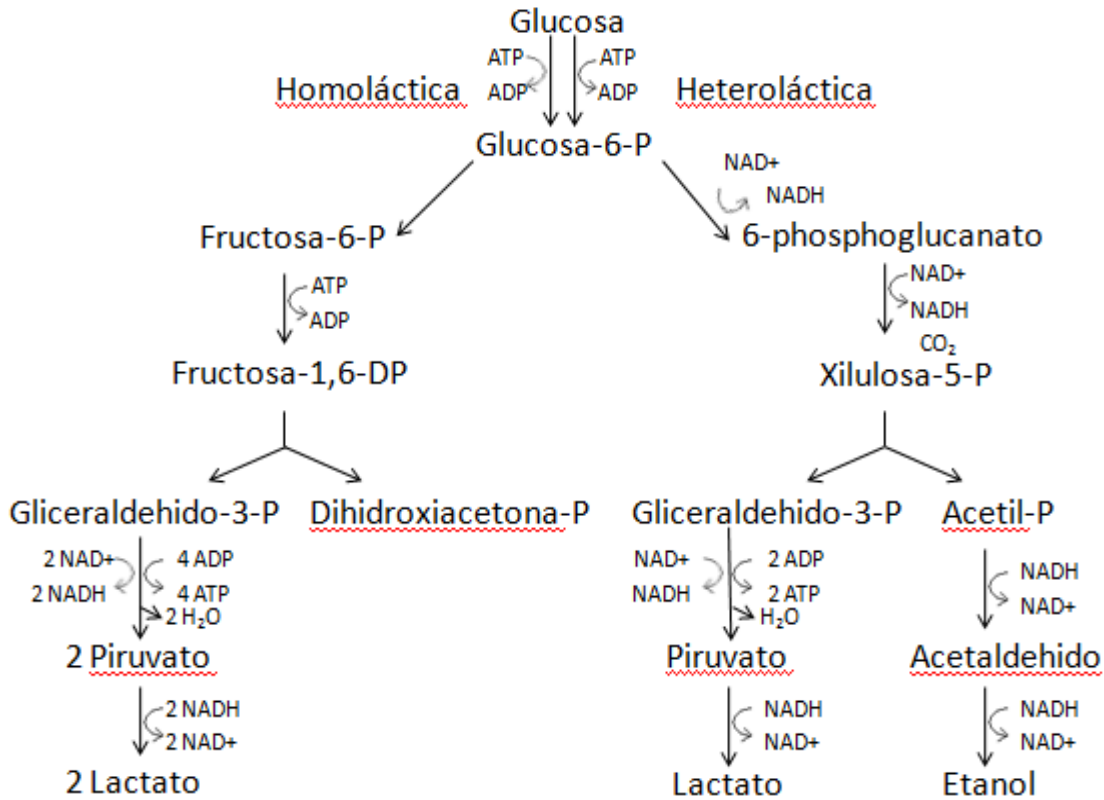 Glucosa
ATP ATP
Homoláctica Heteroláctica
ADP ADP
Glucosa-6-P
NAD+
NADH
Fructosa-6-P 6-phosphoglucanato
ATP NAD+
ADP NADH
CO₂
Fructosa-1,6-DP Xilulosa-5-P
Gliceraldehido-3-P Dihidroxiacetona-P Gliceraldehido-3-P Acetil-P
2 NAD+ 4 ADP NAD+ 2 ADP NADH
2 NADH 4 ATP NADH 2 ATP NAD+
2 H₂O H₂O
2 Piruvato Piruvato Acetaldehido
2 NADH NADH NADH
2 NAD+ NAD+ NAD+
2 Lactato Lactato Etanol